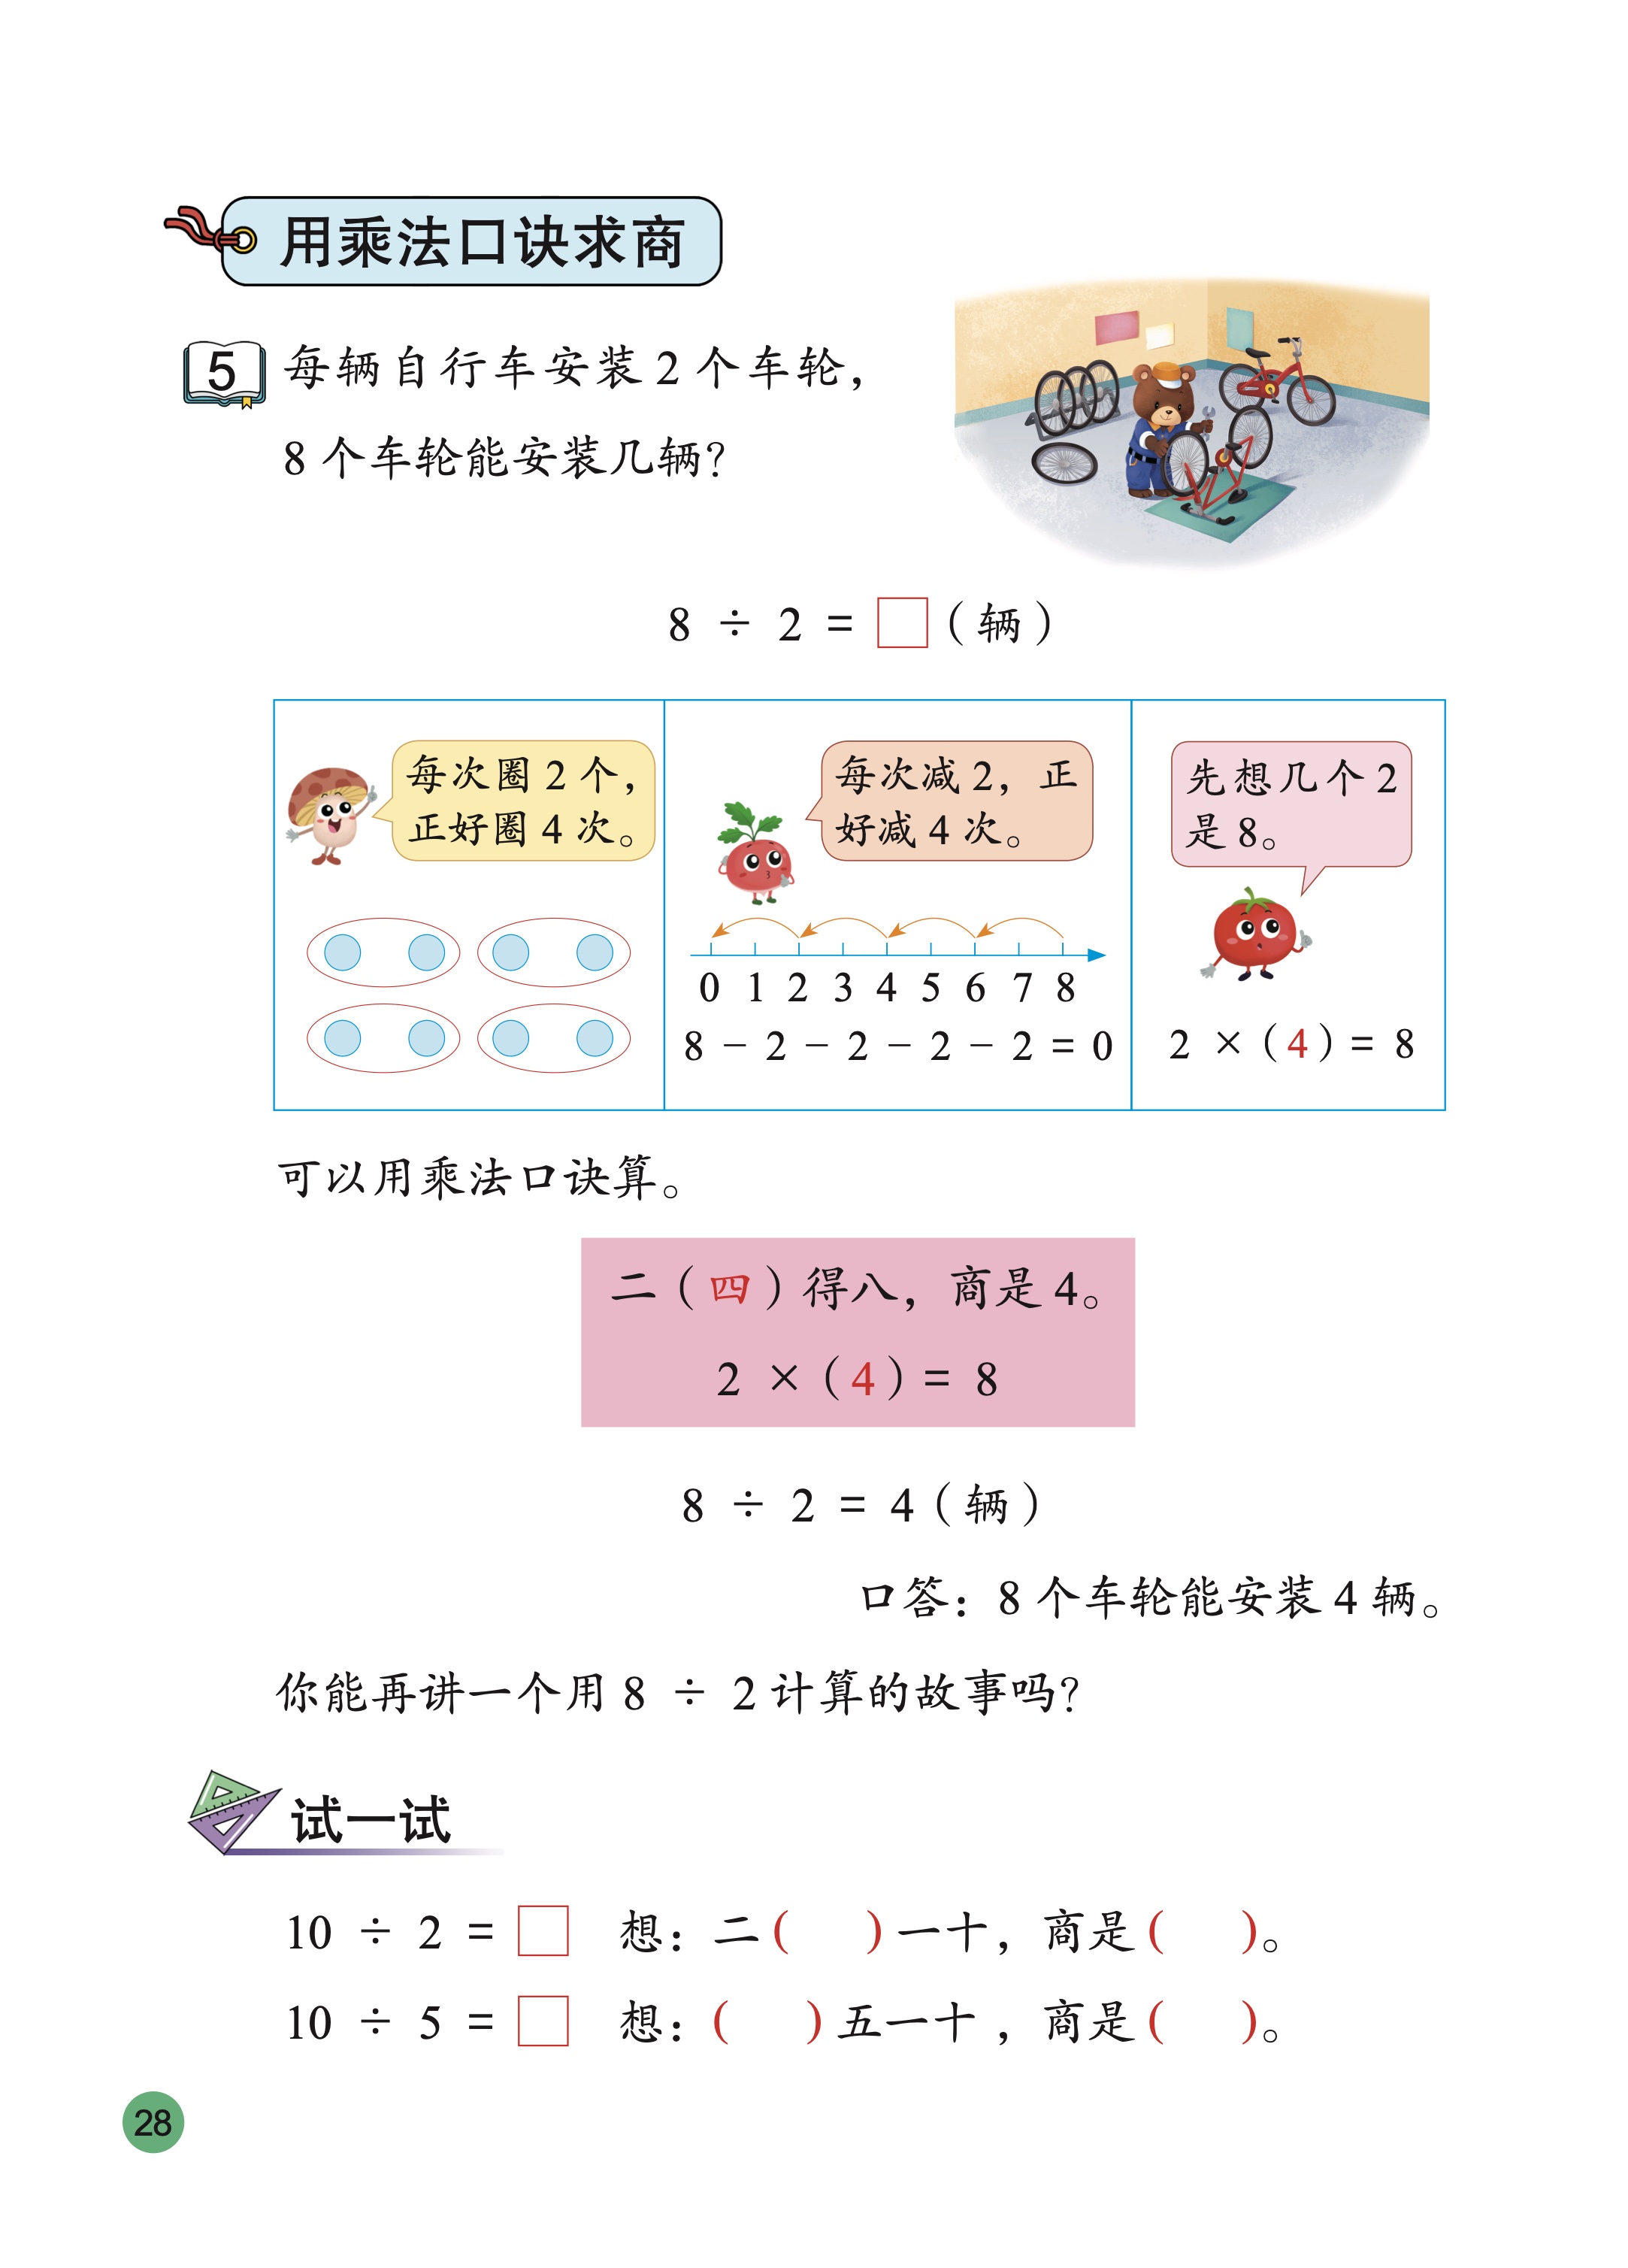 用乘法口诀求商
5 每辆自行车安装 2 个车轮，
8 个车轮能安装几辆？
8 ÷ 2 = □（辆）
每次圈 2 个，
正好圈 4 次。
每次减 2，正
好减 4 次。
0 1 2 3 4 5 6 7 8
8 − 2 − 2 − 2 − 2 = 0
先想几个 2
是 8。
2 ×（4）= 8
可以用乘法口诀算。
二（四）得八，商是 4。
2 ×（4）= 8
8 ÷ 2 = 4（辆）
口答：8 个车轮能安装 4 辆。
你能再讲一个用 8 ÷ 2 计算的故事吗？
试一试
10 ÷ 2 = □ 想：二（ ）一十，商是（ ）。
10 ÷ 5 = □ 想：（ ）五一十，商是（ ）。
28